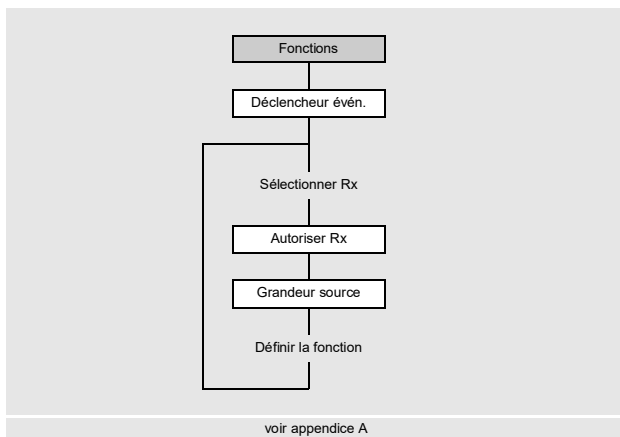 Fonctions
Déclencheur évén.
Sélectionner Rx
Autoriser Rx
Grandeur source
Définir la fonction
voir appendice A